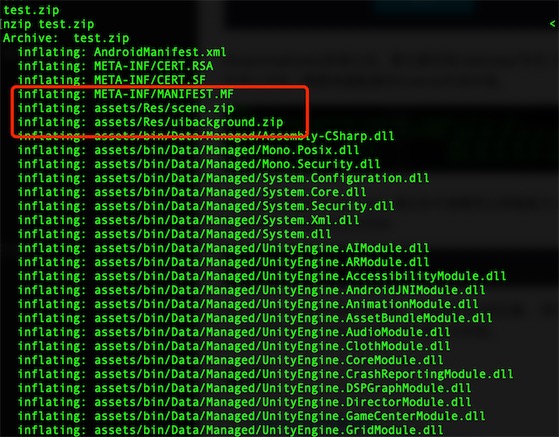 test.zip
nzip test.zip <
Archive: test.zip
inflating: AndroidManifest.xml
inflating: META-INF/CERT.RSA
inflating: META-INF/CERT.SF
inflating: META-INF/MANIFEST.MF
inflating: assets/Res/scene.zip
inflating: assets/Res/uibackground.zip
inflating: assets/bin/Data/Managed/Assembly-CSharp.dll
inflating: assets/bin/Data/Managed/Mono.Posix.dll
inflating: assets/bin/Data/Managed/Mono.Security.dll
inflating: assets/bin/Data/Managed/System.Configuration.dll
inflating: assets/bin/Data/Managed/System.Core.dll
inflating: assets/bin/Data/Managed/System.Security.dll
inflating: assets/bin/Data/Managed/System.Xml.dll
inflating: assets/bin/Data/Managed/System.dll
inflating: assets/bin/Data/Managed/UnityEngine.AIModule.dll
inflating: assets/bin/Data/Managed/UnityEngine.ARModule.dll
inflating: assets/bin/Data/Managed/UnityEngine.AccessibilityModule.dll
inflating: assets/bin/Data/Managed/UnityEngine.AndroidJNIModule.dll
inflating: assets/bin/Data/Managed/UnityEngine.AnimationModule.dll
inflating: assets/bin/Data/Managed/UnityEngine.AssetBundleModule.dll
inflating: assets/bin/Data/Managed/UnityEngine.AudioModule.dll
inflating: assets/bin/Data/Managed/UnityEngine.ClothModule.dll
inflating: assets/bin/Data/Managed/UnityEngine.CoreModule.dll
inflating: assets/bin/Data/Managed/UnityEngine.CrashReportingModule.dll
inflating: assets/bin/Data/Managed/UnityEngine.DSPGraphModule.dll
inflating: assets/bin/Data/Managed/UnityEngine.DirectorModule.dll
inflating: assets/bin/Data/Managed/UnityEngine.GameCenterModule.dll
inflating: assets/bin/Data/Managed/UnityEngine.GridModule.dll